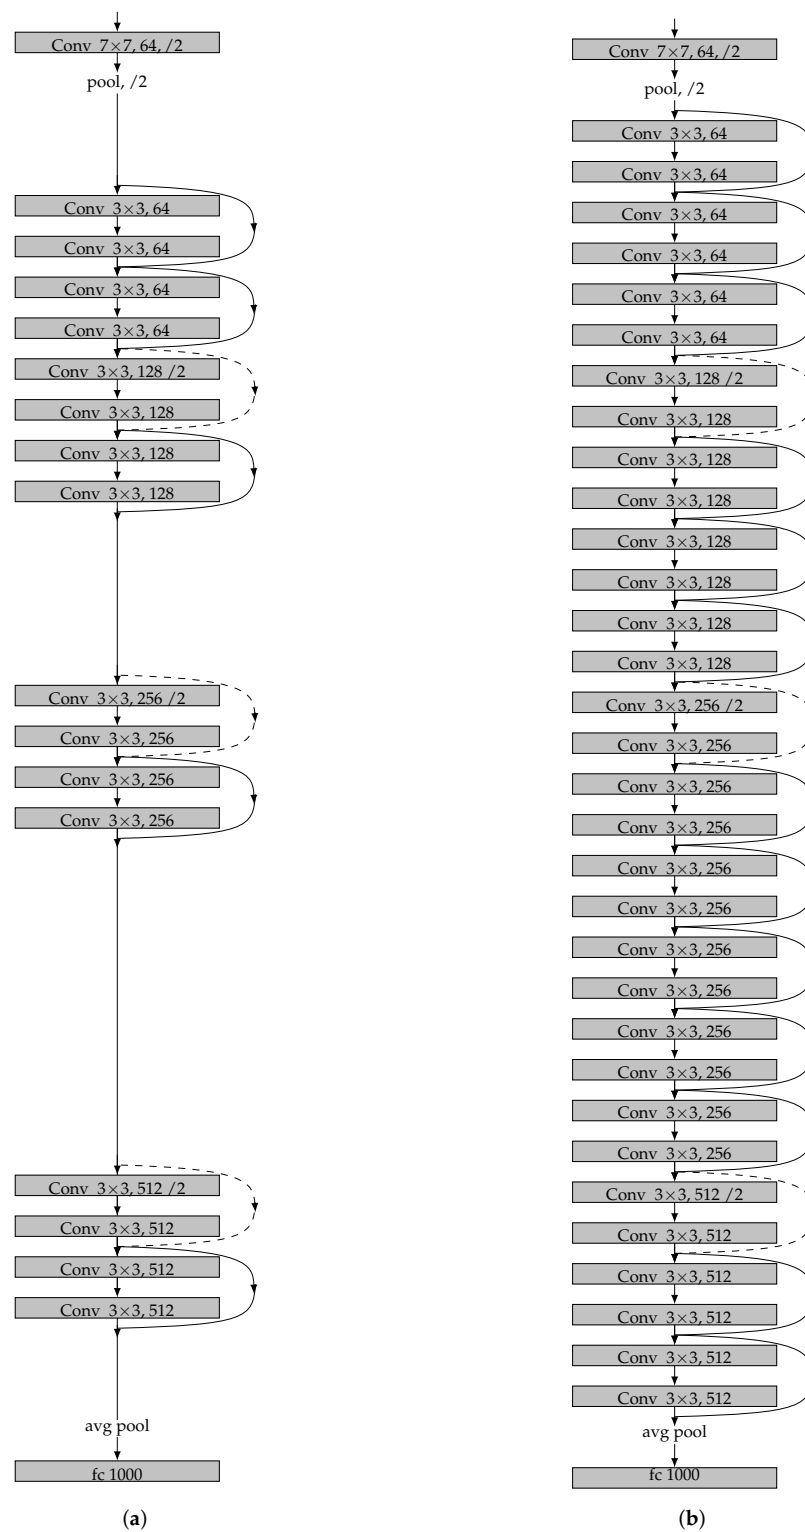 Conv 7×7, 64, /2
pool, /2
Conv 3×3, 64
Conv 3×3, 64
Conv 3×3, 64
Conv 3×3, 64
Conv 3×3, 128 /2
Conv 3×3, 128
Conv 3×3, 128
Conv 3×3, 128
Conv 3×3, 256 /2
Conv 3×3, 256
Conv 3×3, 256
Conv 3×3, 256
Conv 3×3, 512 /2
Conv 3×3, 512
Conv 3×3, 512
Conv 3×3, 512
avg pool
fc 1000
(a)
Conv 7×7, 64, /2
pool, /2
Conv 3×3, 64
Conv 3×3, 64
Conv 3×3, 64
Conv 3×3, 64
Conv 3×3, 64
Conv 3×3, 64
Conv 3×3, 128 /2
Conv 3×3, 128
Conv 3×3, 128
Conv 3×3, 128
Conv 3×3, 128
Conv 3×3, 128
Conv 3×3, 128
Conv 3×3, 128
Conv 3×3, 256 /2
Conv 3×3, 256
Conv 3×3, 256
Conv 3×3, 256
Conv 3×3, 256
Conv 3×3, 256
Conv 3×3, 256
Conv 3×3, 256
Conv 3×3, 256
Conv 3×3, 256
Conv 3×3, 256
Conv 3×3, 256
Conv 3×3, 512 /2
Conv 3×3, 512
Conv 3×3, 512
Conv 3×3, 512
Conv 3×3, 512
Conv 3×3, 512
avg pool
fc 1000
(b)